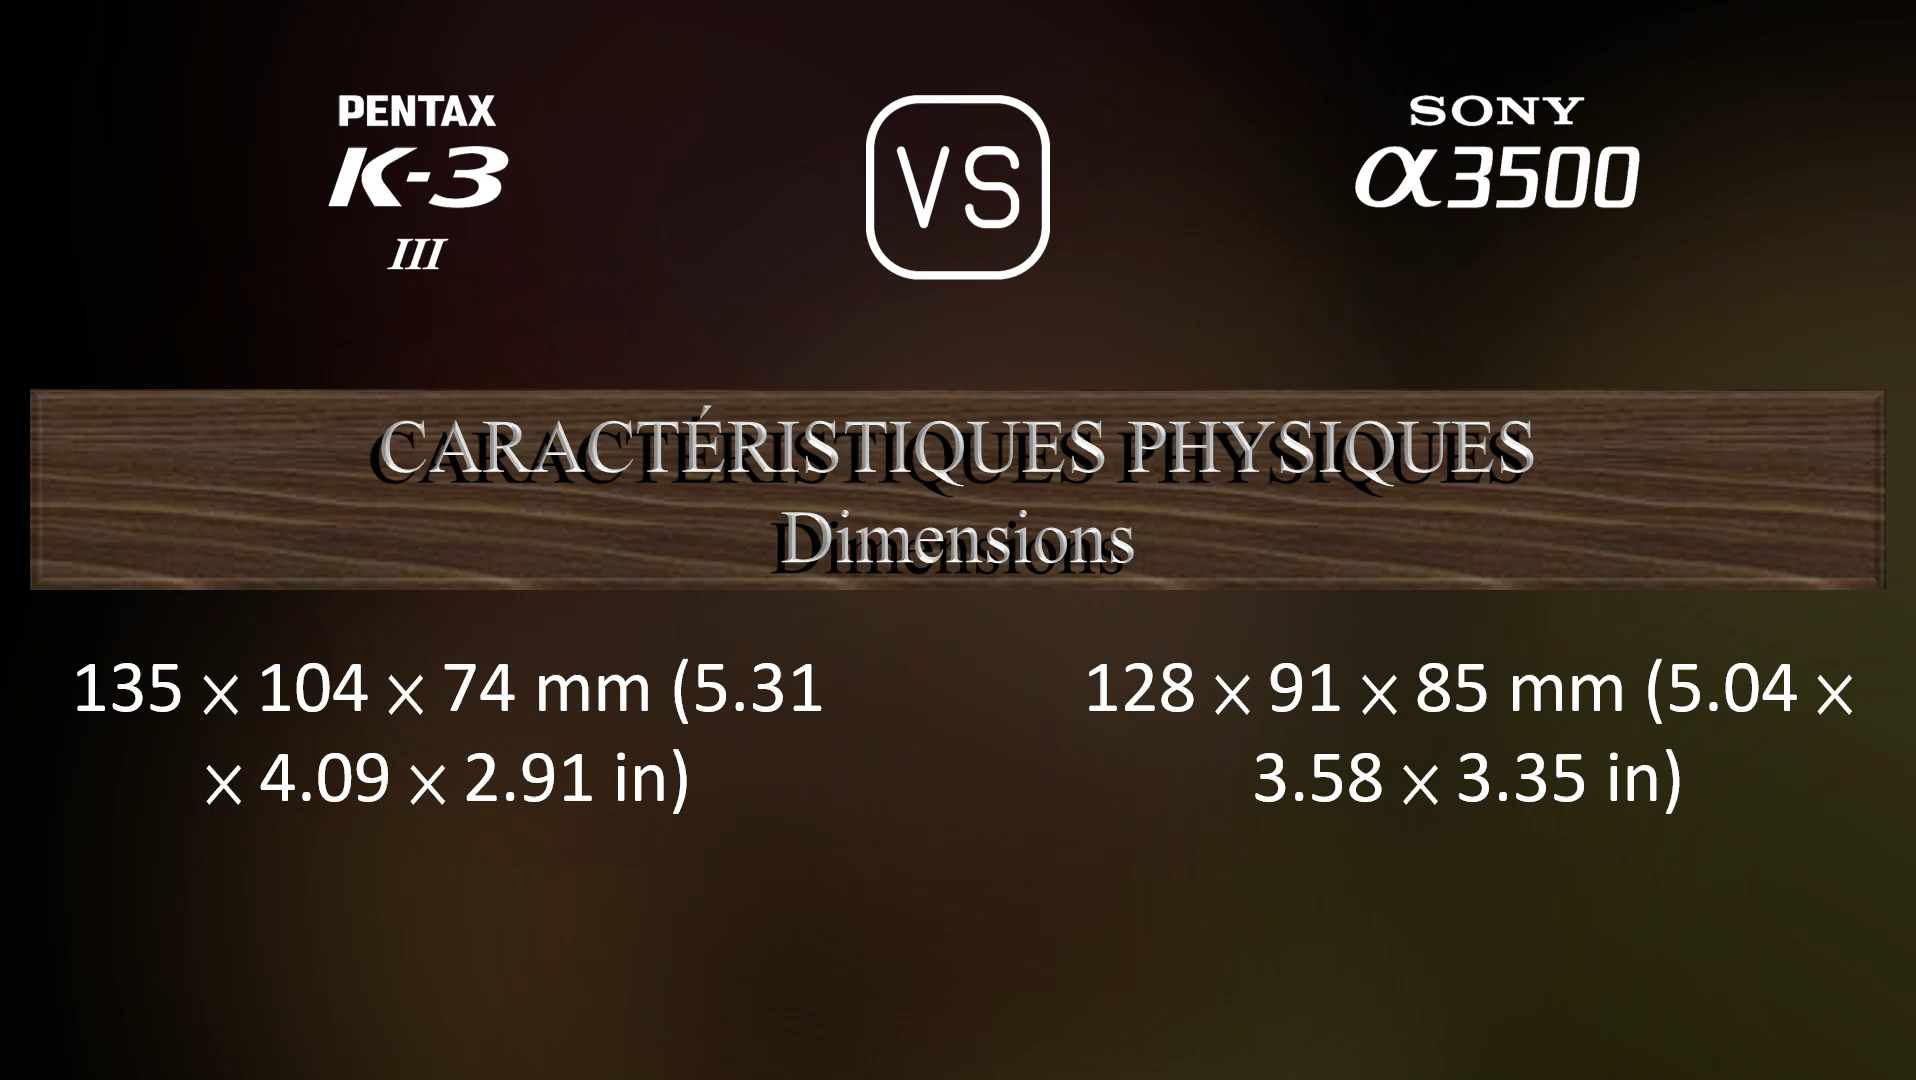 PENTAX
K-3
III
VS
SONY
α3500
CARACTÉRISTIQUES PHYSIQUES
Dimensions
135 x 104 x 74 mm (5.31
x 4.09 x 2.91 in)
128 x 91 x 85 mm (5.04 x
3.58 x 3.35 in)